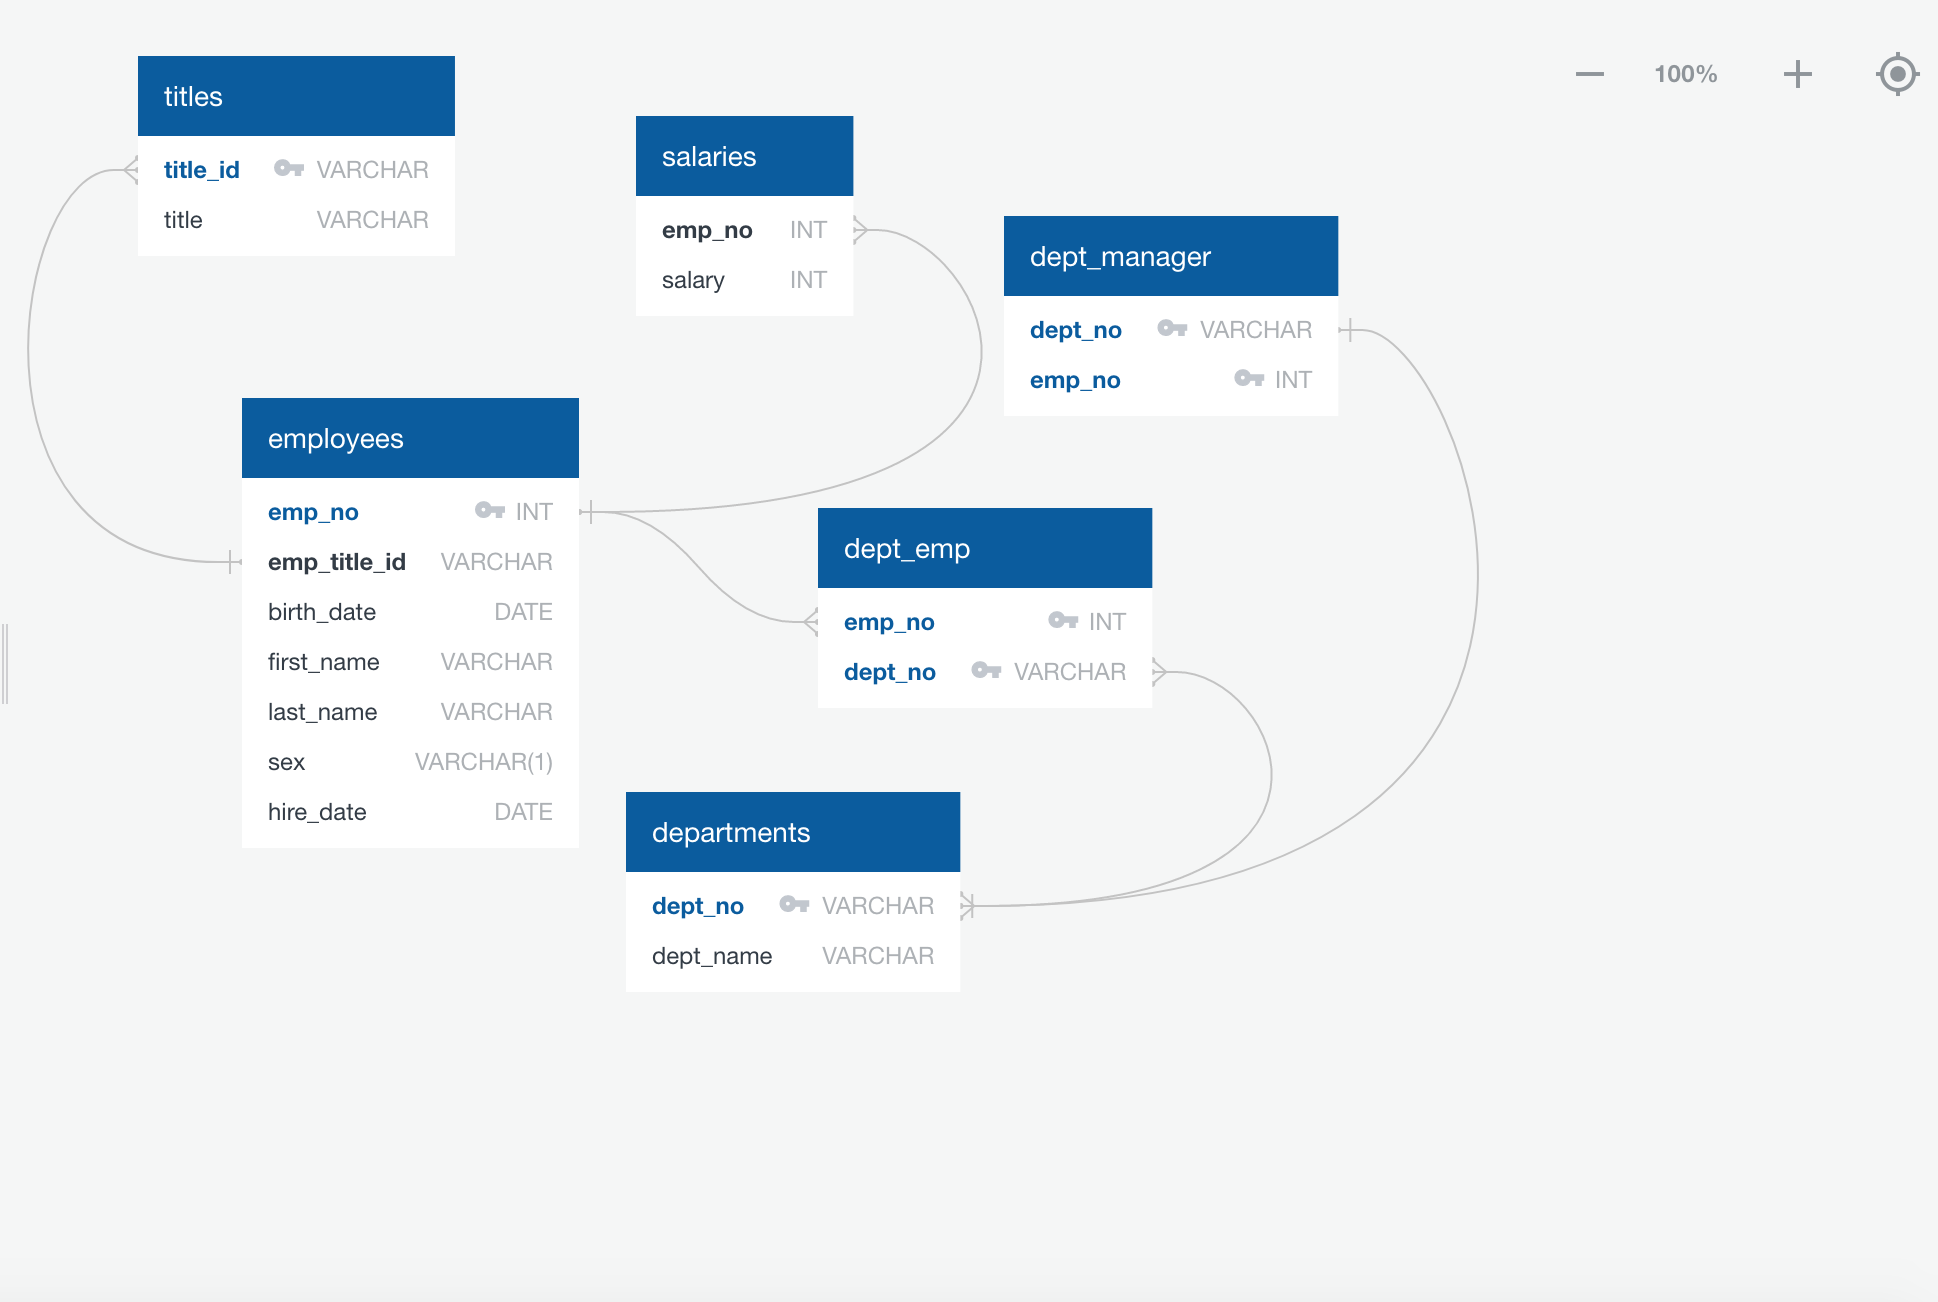 100%
titles
title_id VARCHAR
title VARCHAR
salaries
emp_no INT
salary INT
dept_manager
dept_no VARCHAR
emp_no INT
employees
emp_no INT
emp_title_id VARCHAR
birth_date DATE
first_name VARCHAR
last_name VARCHAR
sex VARCHAR(1)
hire_date DATE
dept_emp
emp_no INT
dept_no VARCHAR
departments
dept_no VARCHAR
dept_name VARCHAR